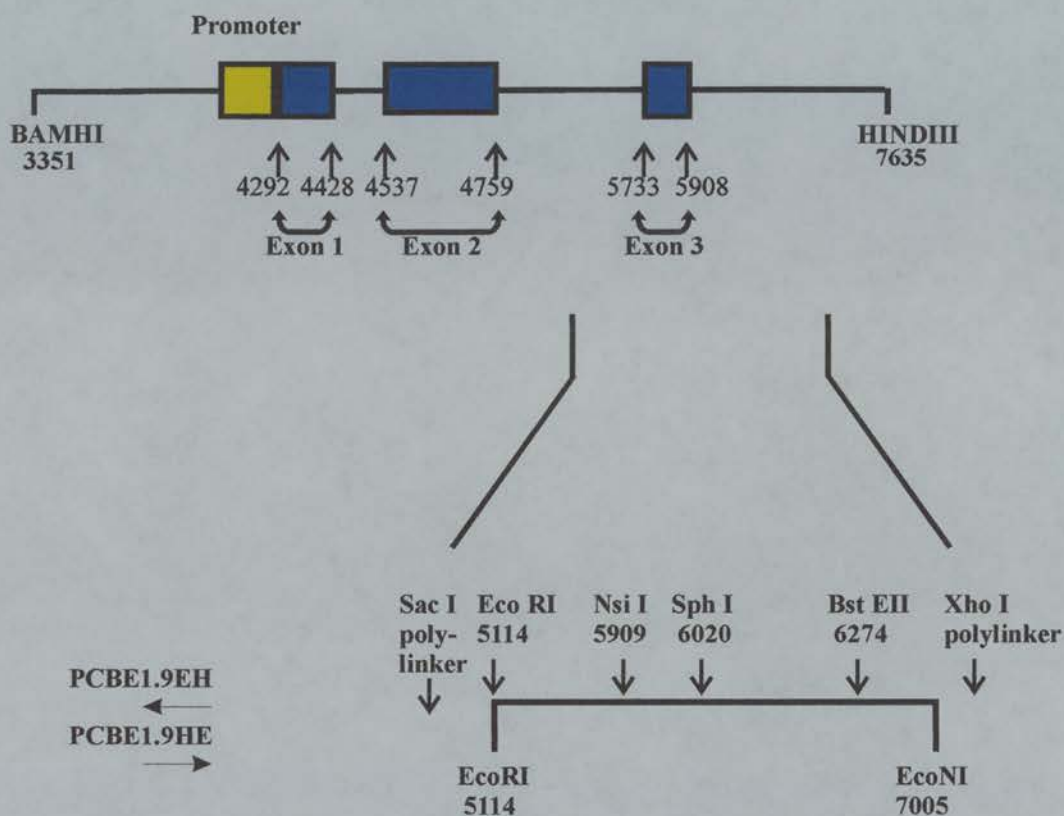 Promoter
BAMHI
3351
HINDIII
7635
4292 4428 4537 4759 5733 5908
Exon 1 Exon 2 Exon 3
Sac I Eco RI Nsi I Sph I Bst EII Xho I
poly- 5114 5909 6020 6274 polylinker
linker
PCBE1.9EH
PCBE1.9HE
EcoRI EcoNI
5114 7005